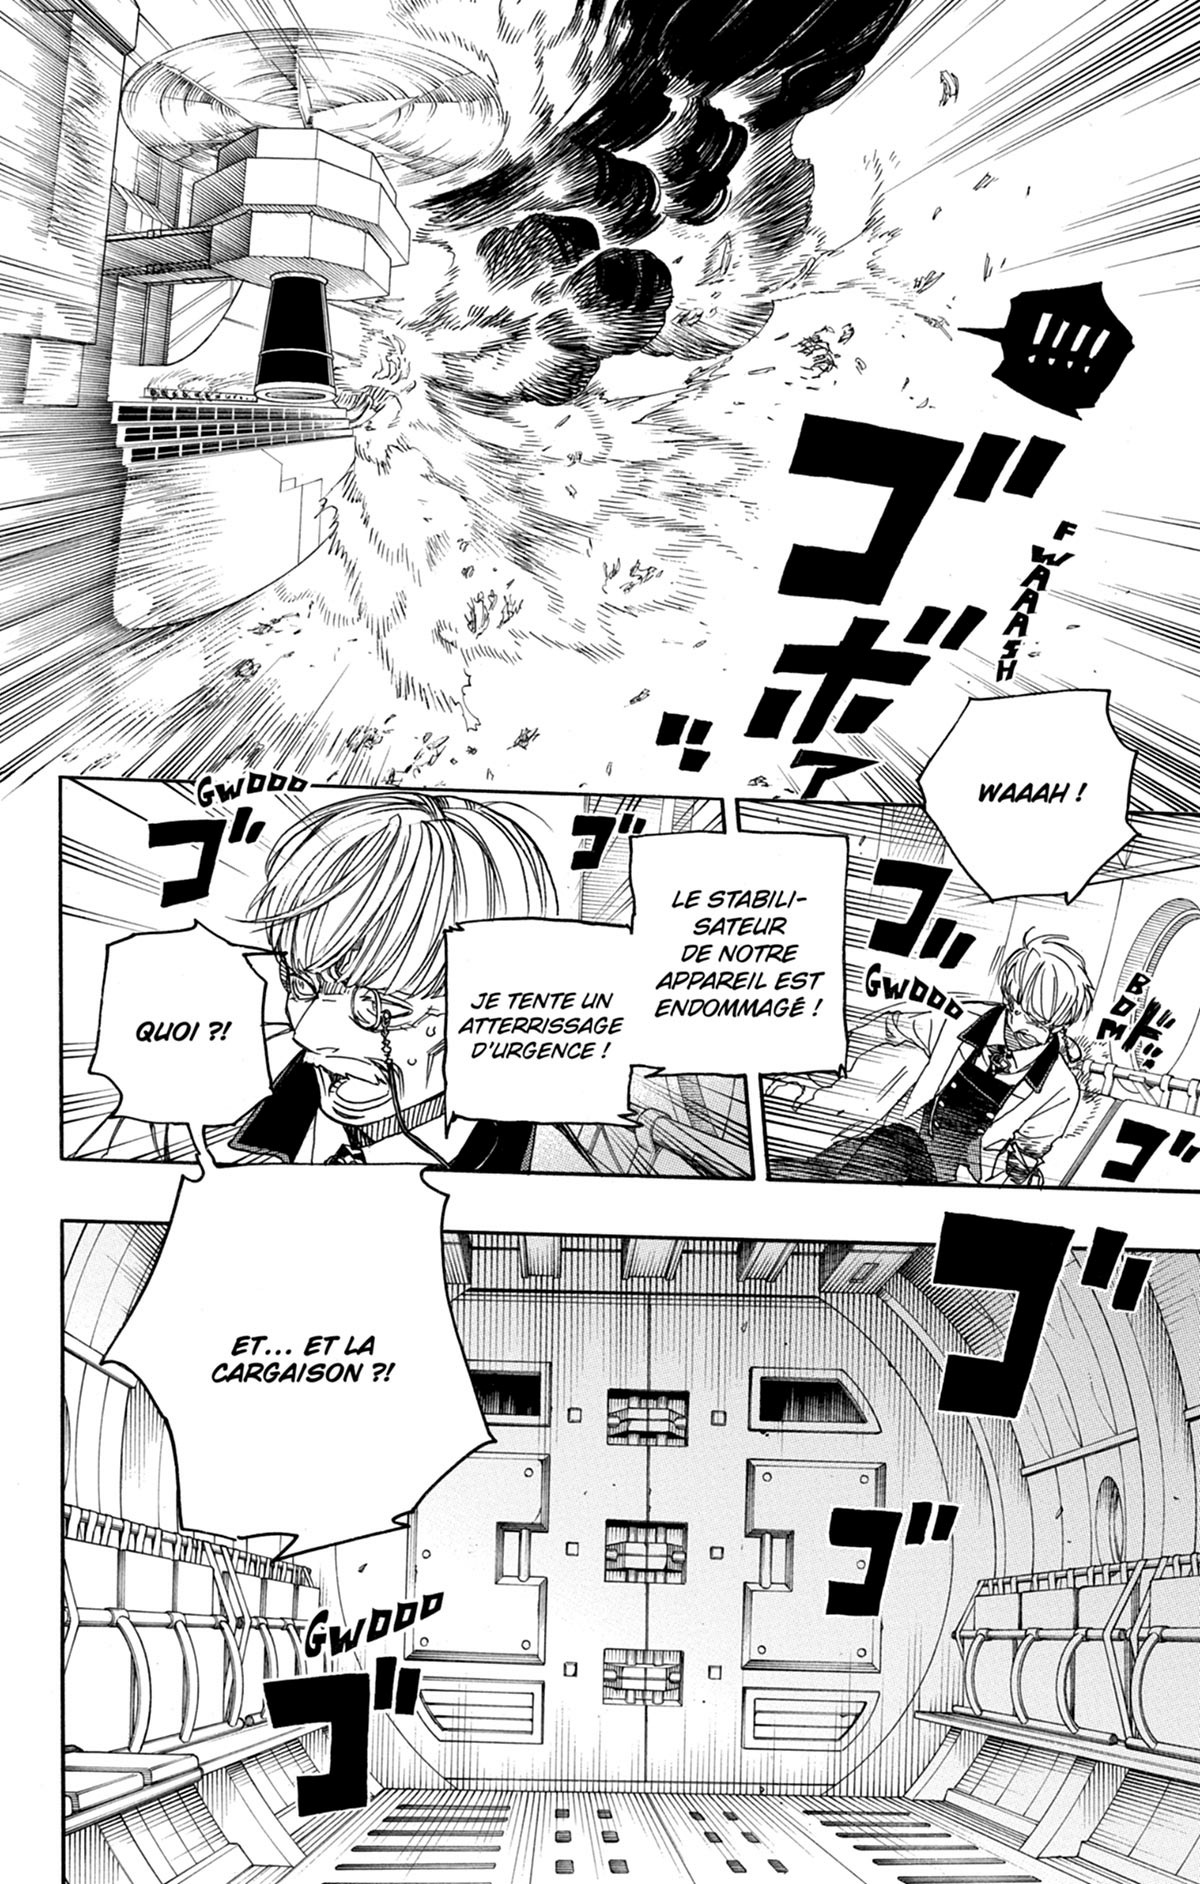 !!!!
ゴ
ボァ
FWAAASH
WAAAH !
ゴ
GWOOO
BOM
ドッ
ゴ
LE STABILI-
SATEUR
DE NOTRE
APPAREIL EST
ENDOMMAGÉ !
JE TENTE UN
ATTERRISSAGE
D'URGENCE !
ゴ
GWOOO
ゴ
QUOI ?!
ET... ET LA
CARGAISON ?!
ゴ
ゴ
GWOOO
ゴ